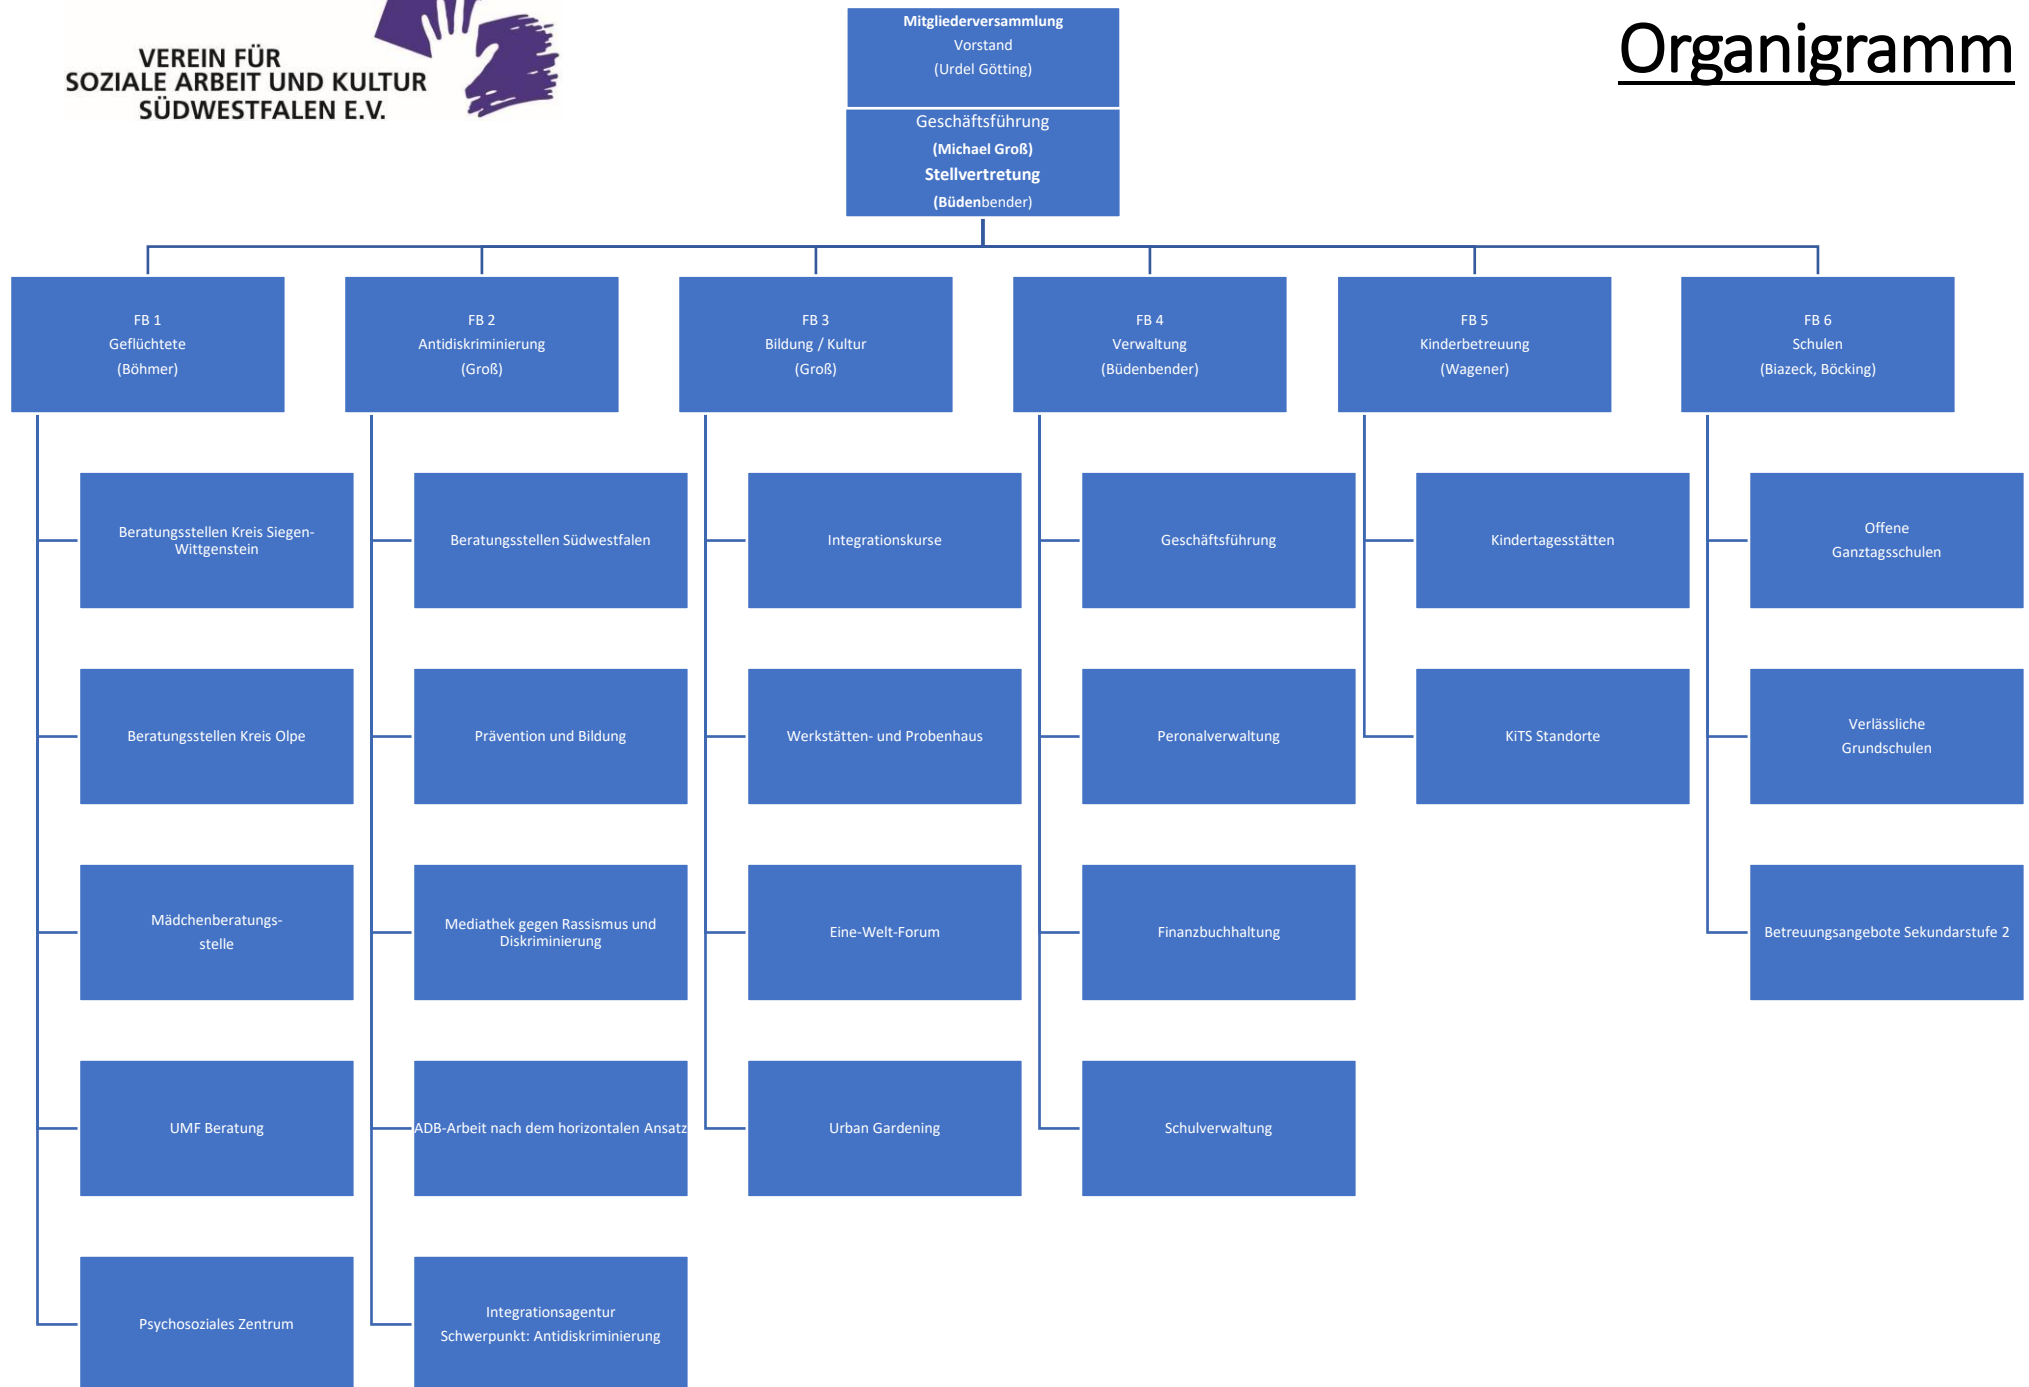 VEREIN FÜR
SOZIALE ARBEIT UND KULTUR
SÜDWESTFALEN E.V.
Organigramm
Mitgliederversammlung
Vorstand
(Urdel Götting)
Geschäftsführung
(Michael Groß)
Stellvertretung
(Büdenbender)
FB 1
Geflüchtete
(Böhmer)
FB 2
Antidiskriminierung
(Groß)
FB 3
Bildung / Kultur
(Groß)
FB 4
Verwaltung
(Büdenbender)
FB 5
Kinderbetreuung
(Wagener)
FB 6
Schulen
(Biazeck, Böcking)
Beratungsstellen Kreis Siegen-
Wittgenstein
Beratungsstellen Südwestfalen
Integrationskurse
Geschäftsführung
Kindertagesstätten
Offene
Ganztagsschulen
Beratungsstellen Kreis Olpe
Prävention und Bildung
Werkstätten- und Probenhaus
Peronalverwaltung
KiTS Standorte
Verlässliche
Grundschulen
Mädchenberatungs-
stelle
Mediathek gegen Rassismus und
Diskriminierung
Eine-Welt-Forum
Finanzbuchhaltung
Betreuungsangebote Sekundarstufe 2
UMF Beratung
ADB-Arbeit nach dem horizontalen Ansatz
Urban Gardening
Schulverwaltung
Psychosoziales Zentrum
Integrationsagentur
Schwerpunkt: Antidiskriminierung